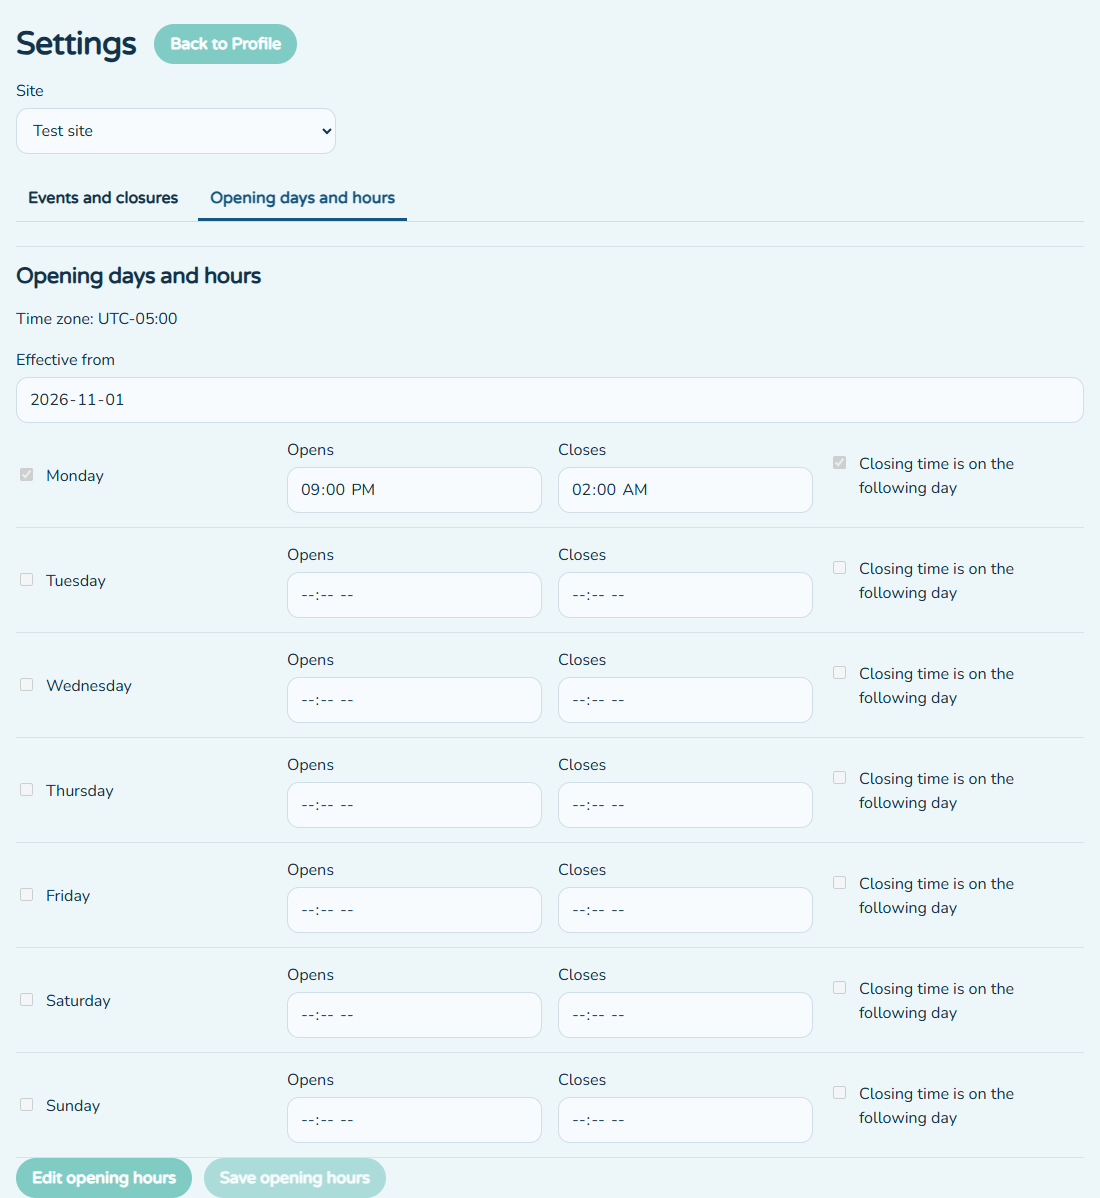 Settings
Back to Profile
Site
Test site
Events and closures
Opening days and hours
Opening days and hours
Time zone: UTC-05:00
Effective from
2026-11-01
Monday
Opens
09:00 PM
Closes
02:00 AM
Closing time is on the
following day
Tuesday
Opens
--:-- --
Closes
--:-- --
Closing time is on the
following day
Wednesday
Opens
--:-- --
Closes
--:-- --
Closing time is on the
following day
Thursday
Opens
--:-- --
Closes
--:-- --
Closing time is on the
following day
Friday
Opens
--:-- --
Closes
--:-- --
Closing time is on the
following day
Saturday
Opens
--:-- --
Closes
--:-- --
Closing time is on the
following day
Sunday
Opens
--:-- --
Closes
--:-- --
Closing time is on the
following day
Edit opening hours
Save opening hours